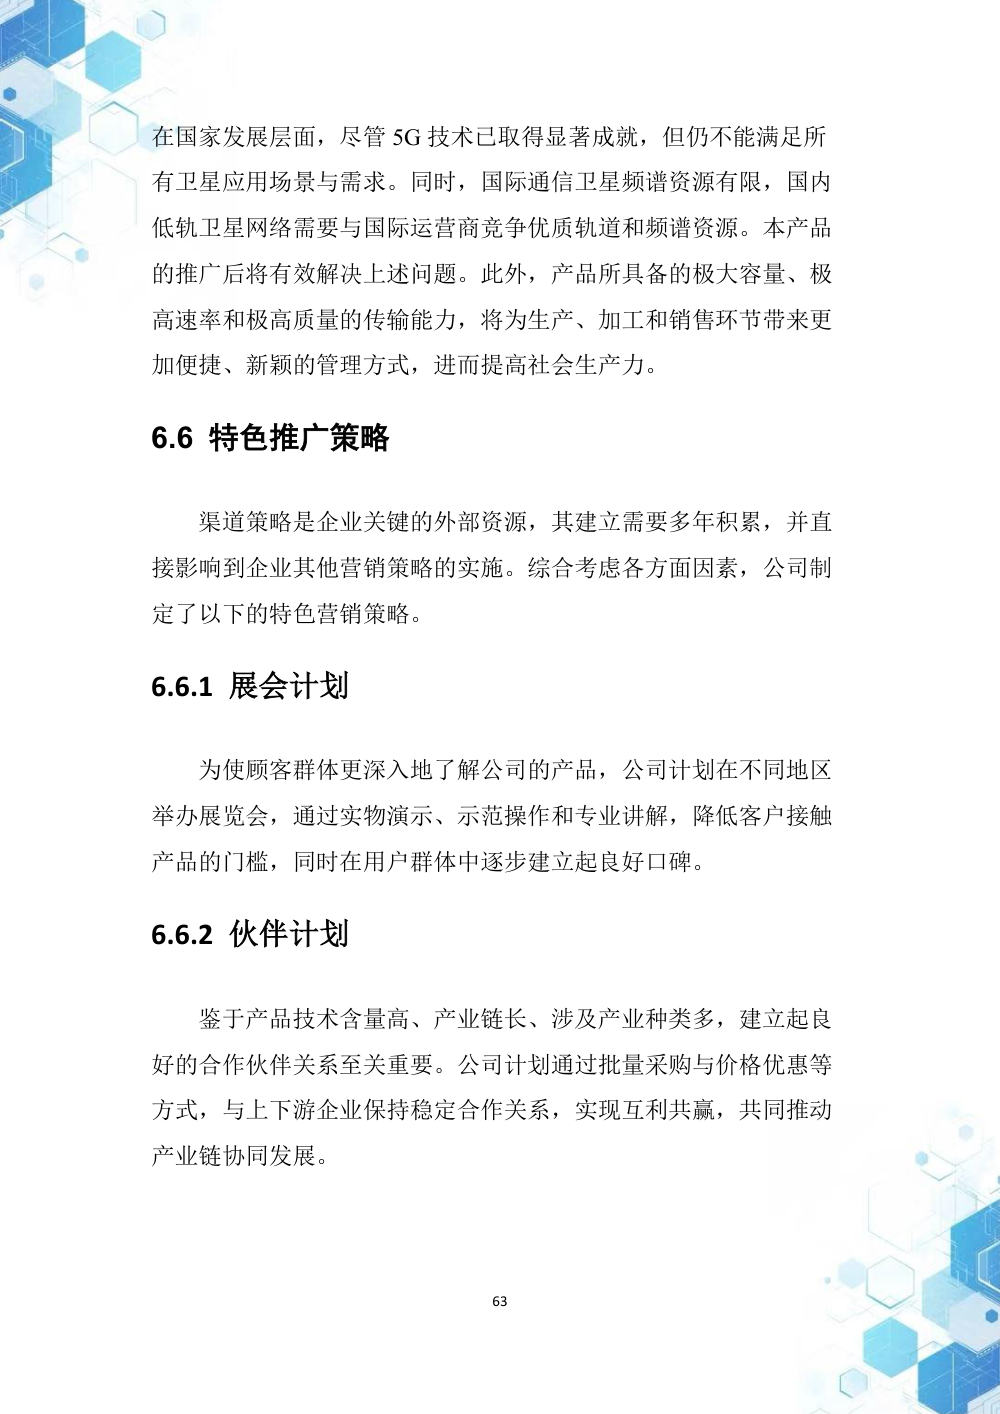 在国家发展层面，尽管 5G 技术已取得显著成就，但仍不能满足所
有卫星应用场景与需求。同时，国际通信卫星频谱资源有限，国内
低轨卫星网络需要与国际运营商竞争优质轨道和频谱资源。本产品
的推广后将有效解决上述问题。此外，产品所具备的极大容量、极
高速率和极高质量的传输能力，将为生产、加工和销售环节带来更
加便捷、新颖的管理方式，进而提高社会生产力。
6.6 特色推广策略
渠道策略是企业关键的外部资源，其建立需要多年积累，并直
接影响到企业其他营销策略的实施。综合考虑各方面因素，公司制
定了以下的特色营销策略。
6.6.1 展会计划
为使顾客群体更深入地了解公司的产品，公司计划在不同地区
举办展览会，通过实物演示、示范操作和专业讲解，降低客户接触
产品的门槛，同时在用户群体中逐步建立起良好口碑。
6.6.2 伙伴计划
鉴于产品技术含量高、产业链长、涉及产业种类多，建立起良
好的合作伙伴关系至关重要。公司计划通过批量采购与价格优惠等
方式，与上下游企业保持稳定合作关系，实现互利共赢，共同推动
产业链协同发展。
63